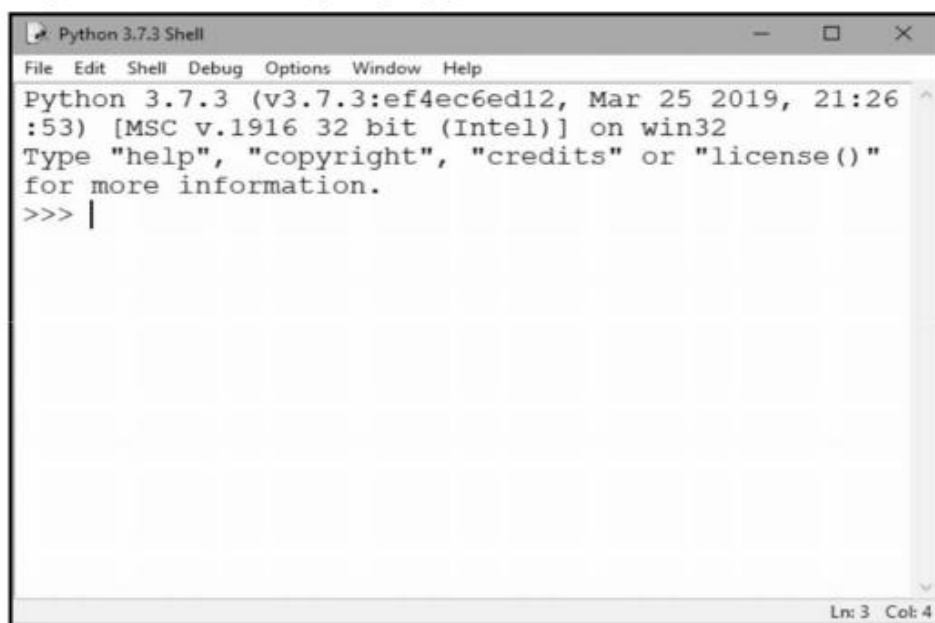 Python 3.7.3 Shell
File Edit Shell Debug Options Window Help
Python 3.7.3 (v3.7.3:ef4ec6ed12, Mar 25 2019, 21:26
:53) [MSC v.1916 32 bit (Intel)] on win32
Type "help", "copyright", "credits" or "license()"
for more information.
>>>
Ln: 3 Col: 4